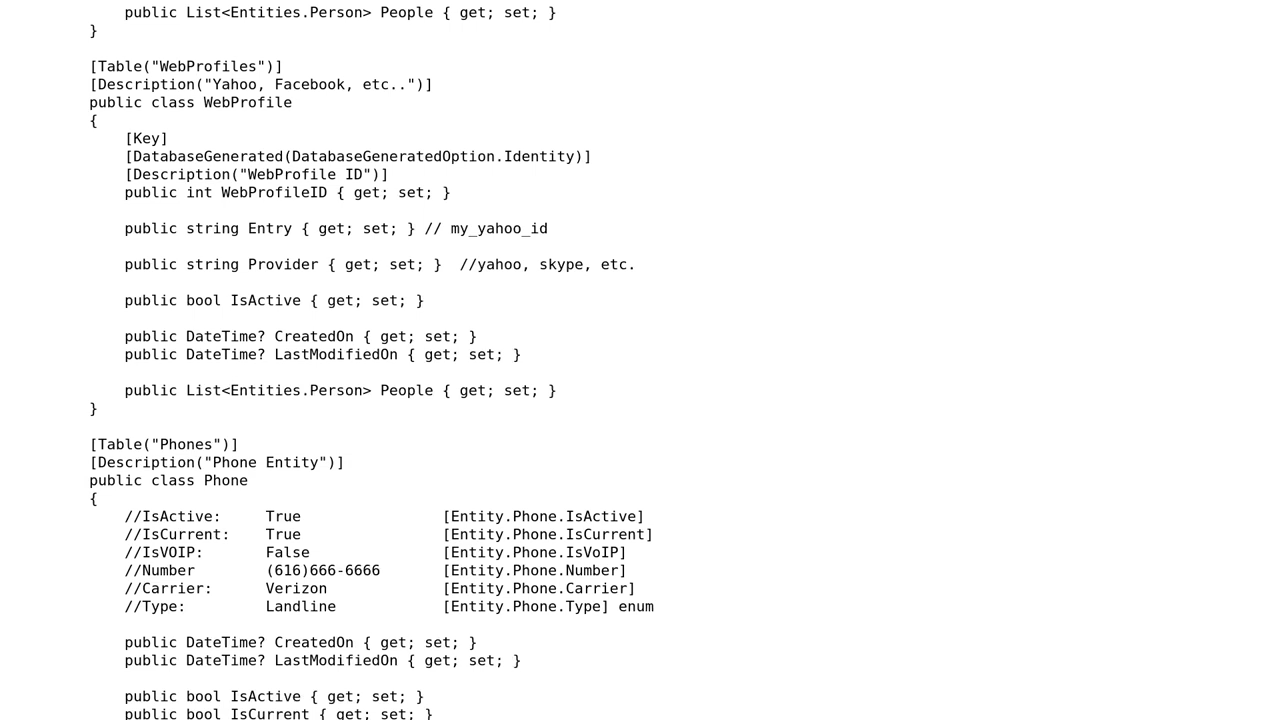 public List<Entities.Person> People { get; set; }
}
[Table("WebProfiles")]
[Description("Yahoo, Facebook, etc..")]
public class WebProfile
{
[Key]
[DatabaseGenerated(DatabaseGeneratedOption.Identity)]
[Description("WebProfile ID")]
public int WebProfileID { get; set; }
public string Entry { get; set; } // my_yahoo_id
public string Provider { get; set; }  //yahoo, skype, etc.
public bool IsActive { get; set; }
public DateTime? CreatedOn { get; set; }
public DateTime? LastModifiedOn { get; set; }
public List<Entities.Person> People { get; set; }
}
[Table("Phones")]
[Description("Phone Entity")]
public class Phone
{
//IsActive:     True                [Entity.Phone.IsActive]
//IsCurrent:    True                [Entity.Phone.IsCurrent]
//IsVOIP:       False               [Entity.Phone.IsVoIP]
//Number        (616)666-6666       [Entity.Phone.Number]
//Carrier:      Verizon             [Entity.Phone.Carrier]
//Type:         Landline            [Entity.Phone.Type] enum
public DateTime? CreatedOn { get; set; }
public DateTime? LastModifiedOn { get; set; }
public bool IsActive { get; set; }
public bool IsCurrent { get; set; }